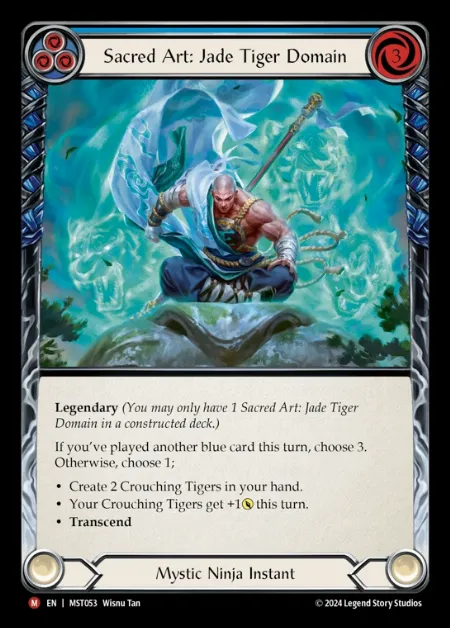 Sacred Art: Jade Tiger Domain
3
Legendary (You may only have 1 Sacred Art: Jade Tiger
Domain in a constructed deck.)
If you've played another blue card this turn, choose 3.
Otherwise, choose 1;
• Create 2 Crouching Tigers in your hand.
• Your Crouching Tigers get +1 this turn.
• Transcend
Mystic Ninja Instant
M EN | MST053 Wisnu Tan
© 2024 Legend Story Studios